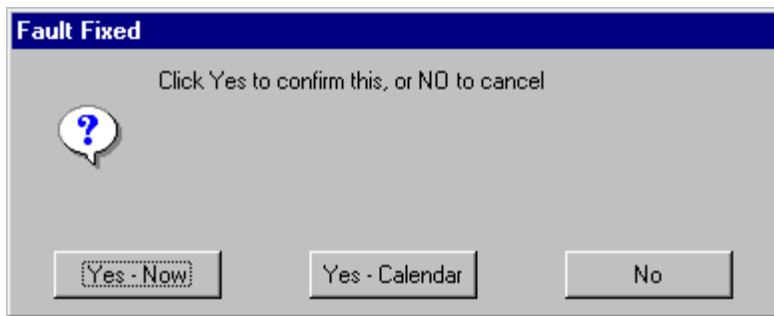 Fault Fixed
Click Yes to confirm this, or NO to cancel
?
Yes - Now
Yes - Calendar
No